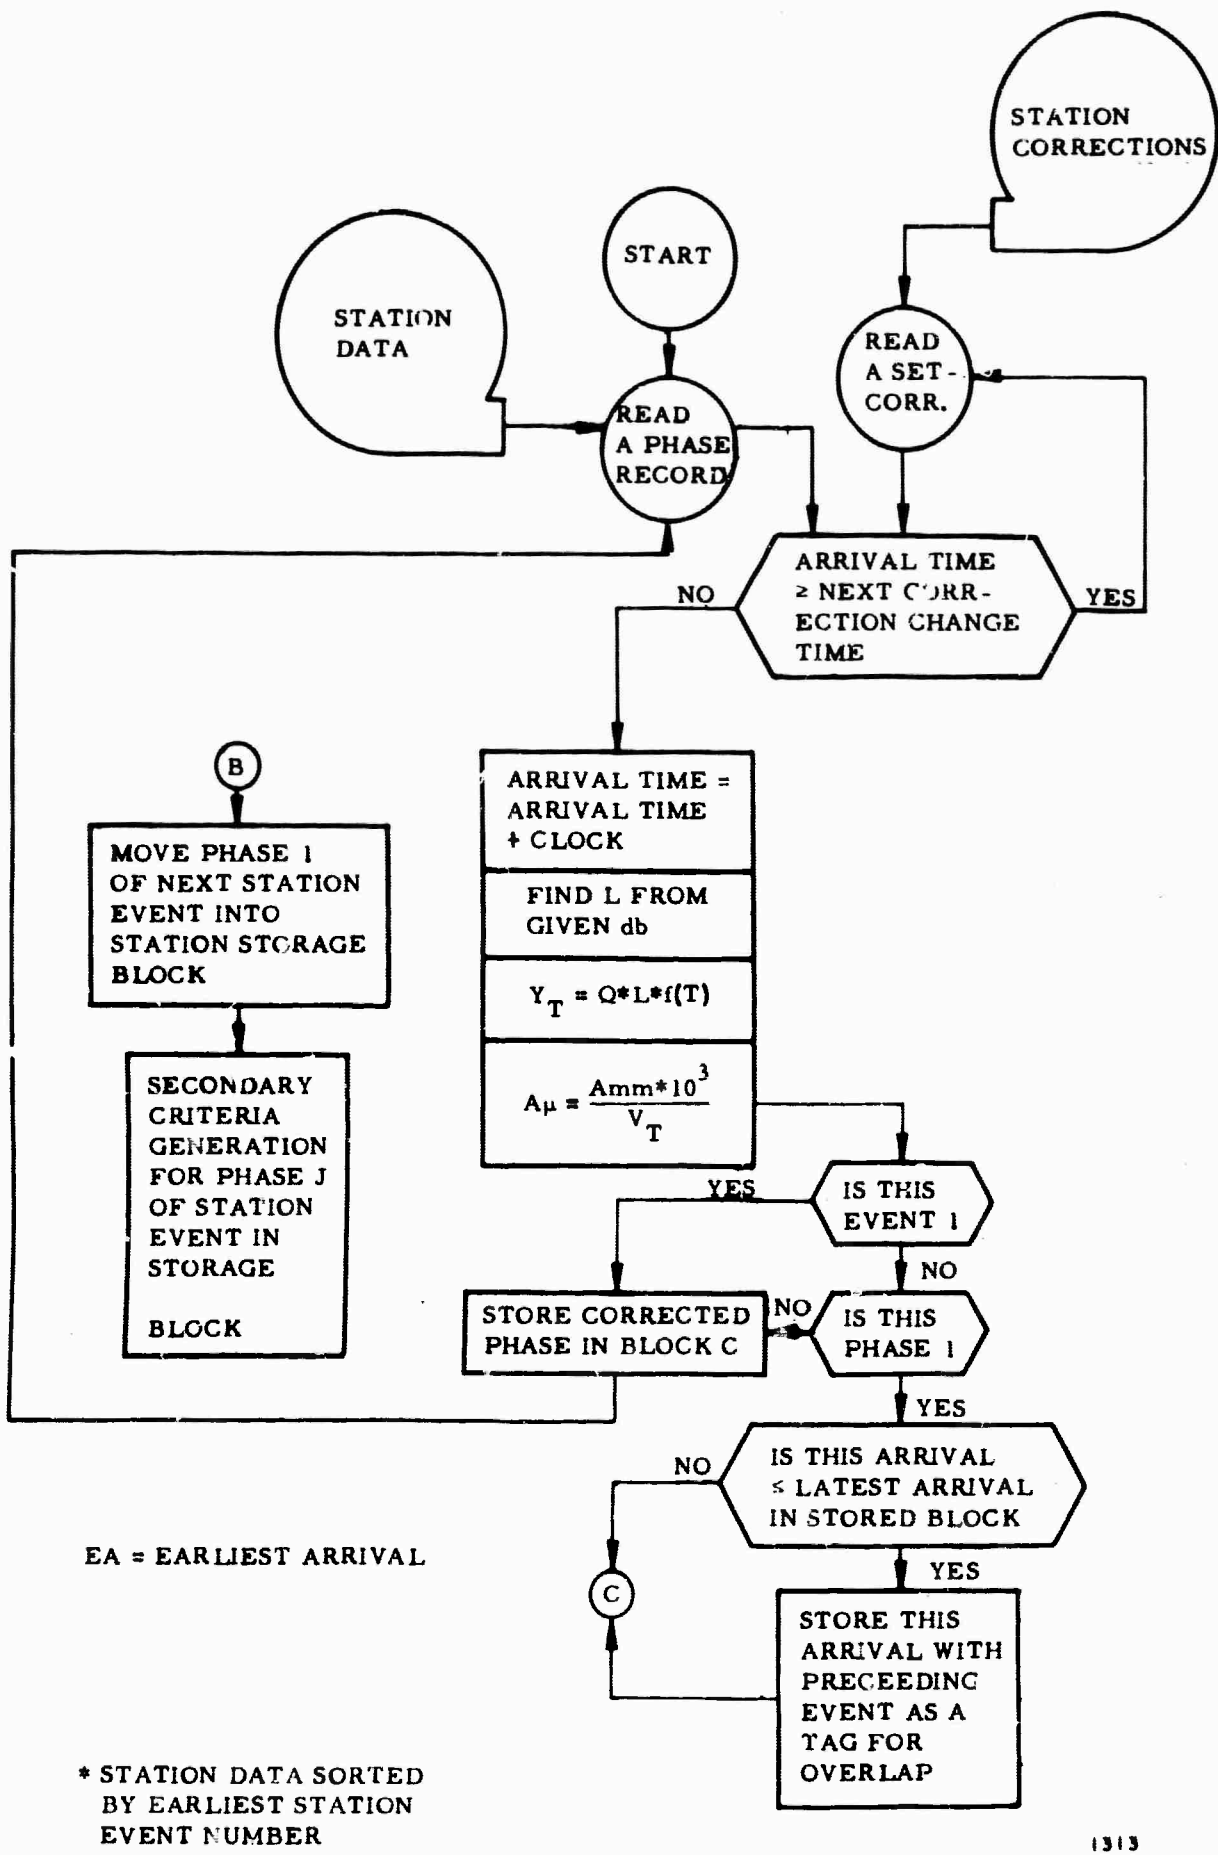 STATION
CORRECTIONS
START
STATION
DATA
READ
A SET-
CORR.
READ
A PHASE
RECORD
ARRIVAL TIME
≥ NEXT CORR-
ECTION CHANGE
TIME
NO
YES
B
MOVE PHASE 1
OF NEXT STATION
EVENT INTO
STATION STORAGE
BLOCK
SECONDARY
CRITERIA
GENERATION
FOR PHASE J
OF STATION
EVENT IN
STORAGE
BLOCK
ARRIVAL TIME =
ARRIVAL TIME
+ CLOCK
FIND L FROM
GIVEN db
Y_T = Q*L*f(T)
Aμ = Amm*10^3 / V_T
YES
IS THIS
EVENT 1
NO
STORE CORRECTED
PHASE IN BLOCK C
NO
IS THIS
PHASE 1
YES
NO
IS THIS ARRIVAL
≤ LATEST ARRIVAL
IN STORED BLOCK
YES
EA = EARLIEST ARRIVAL
C
STORE THIS
ARRIVAL WITH
PRECEEDING
EVENT AS A
TAG FOR
OVERLAP
* STATION DATA SORTED
BY EARLIEST STATION
EVENT NUMBER
1313